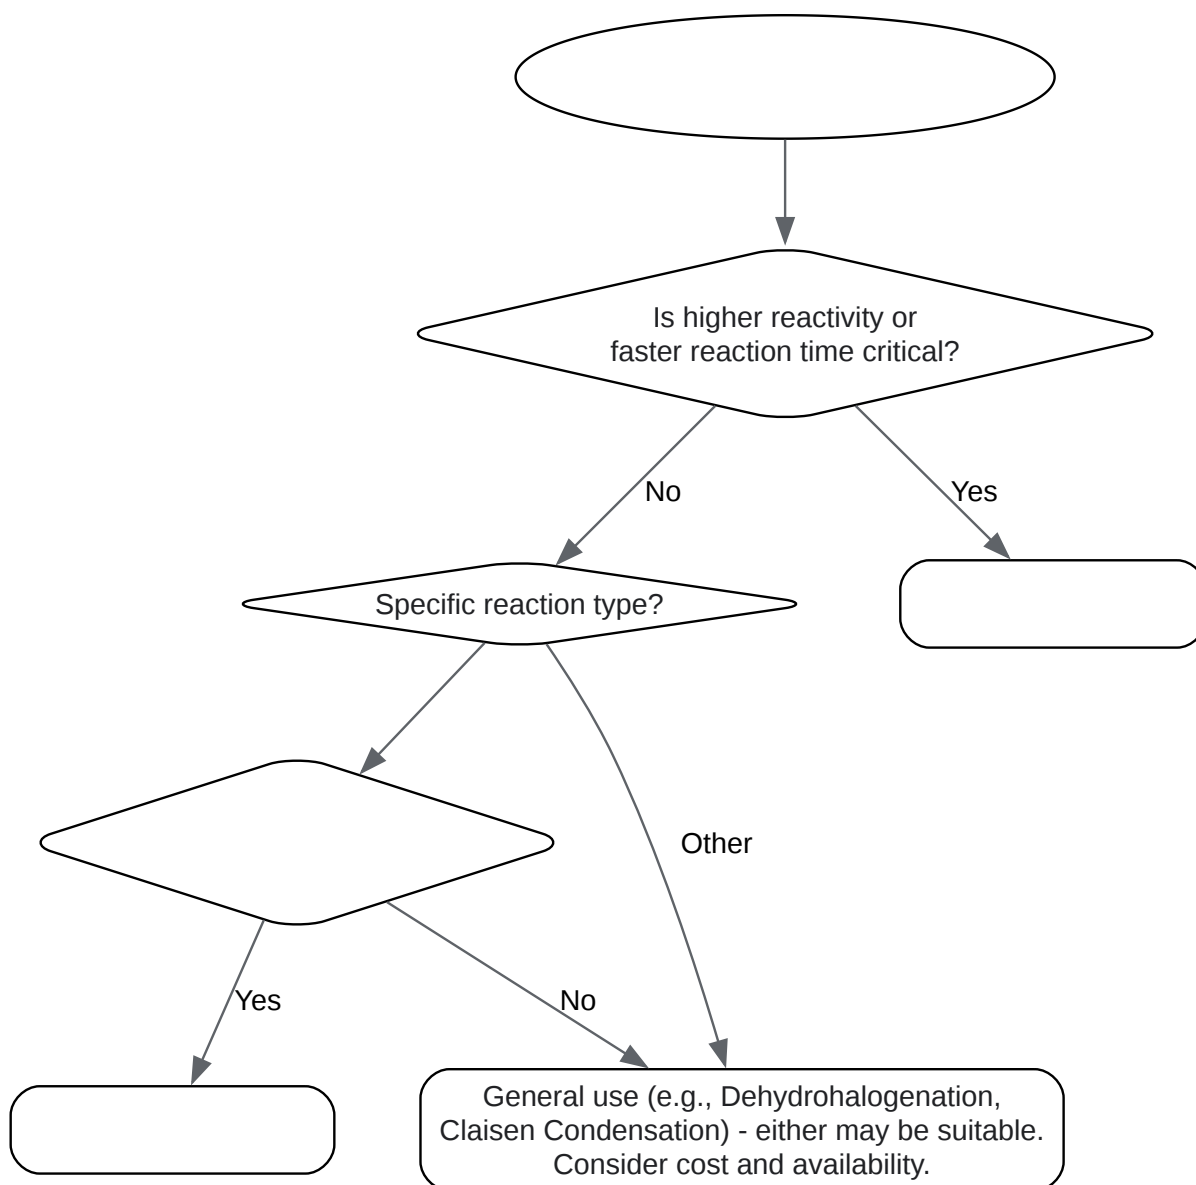 Is higher reactivity or
faster reaction time critical?
No
Yes
Specific reaction type?
Other
Yes
No
General use (e.g., Dehydrohalogenation,
Claisen Condensation) - either may be suitable.
Consider cost and availability.